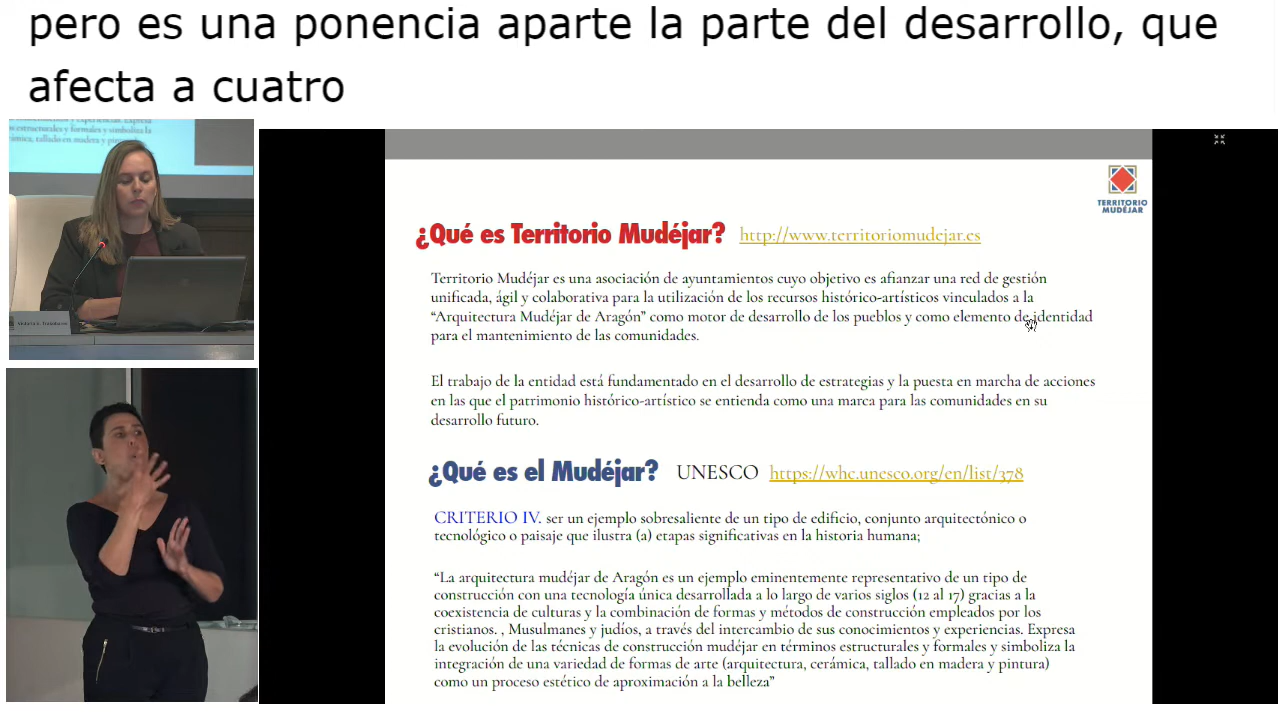 pero es una ponencia aparte la parte del desarrollo, que
afecta a cuatro
TERRITORIO
MUDÉJAR
¿Qué es Territorio Mudéjar? http://www.territoriomudejar.es
Territorio Mudéjar es una asociación de ayuntamientos cuyo objetivo es afianzar una red de gestión
unificada, ágil y colaborativa para la utilización de los recursos histórico-artísticos vinculados a la
“Arquitectura Mudéjar de Aragón” como motor de desarrollo de los pueblos y como elemento de identidad
para el mantenimiento de las comunidades.
El trabajo de la entidad está fundamentado en el desarrollo de estrategias y la puesta en marcha de acciones
en las que el patrimonio histórico-artístico se entienda como una marca para las comunidades en su
desarrollo futuro.
¿Qué es el Mudéjar? UNESCO https://whc.unesco.org/en/list/378
CRITERIO IV. ser un ejemplo sobresaliente de un tipo de edificio, conjunto arquitectónico o
tecnológico o paisaje que ilustra (a) etapas significativas en la historia humana;
“La arquitectura mudéjar de Aragón es un ejemplo eminentemente representativo de un tipo de
construcción con una tecnología única desarrollada a lo largo de varios siglos (12 al 17) gracias a la
coexistencia de culturas y la combinación de formas y métodos de construcción empleados por los
cristianos. , Musulmanes y judíos, a través del intercambio de sus conocimientos y experiencias. Expresa
la evolución de las técnicas de construcción mudéjar en términos estructurales y formales y simboliza la
integración de una variedad de formas de arte (arquitectura, cerámica, tallado en madera y pintura)
como un proceso estético de aproximación a la belleza”